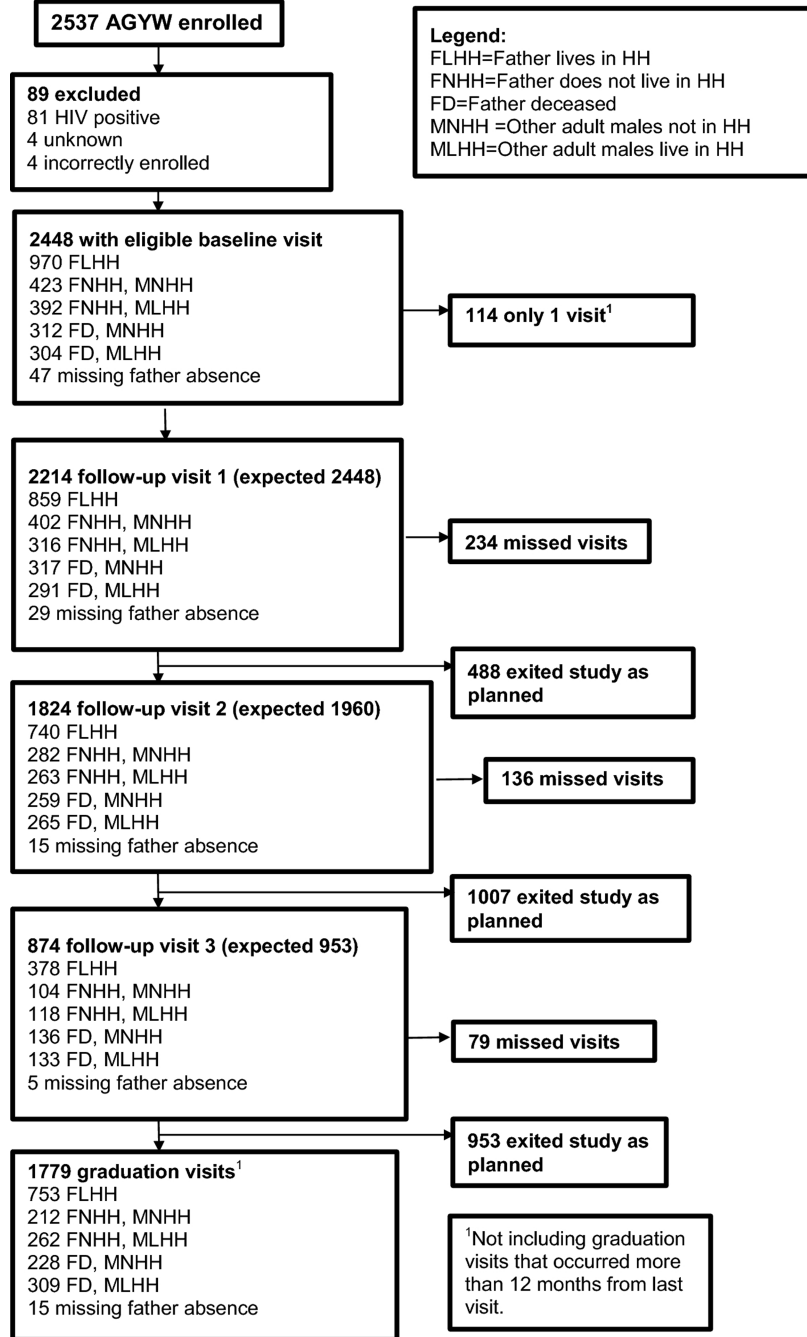 2537 AGYW enrolled
Legend:
FLHH=Father lives in HH
FNHH=Father does not live in HH
FD=Father deceased
MNHH =Other adult males not in HH
MLHH=Other adult males live in HH
89 excluded
81 HIV positive
4 unknown
4 incorrectly enrolled
2448 with eligible baseline visit
970 FLHH
423 FNHH, MNHH
392 FNHH, MLHH
312 FD, MNHH
304 FD, MLHH
47 missing father absence
114 only 1 visit¹
2214 follow-up visit 1 (expected 2448)
859 FLHH
402 FNHH, MNHH
316 FNHH, MLHH
317 FD, MNHH
291 FD, MLHH
29 missing father absence
234 missed visits
488 exited study as
planned
1824 follow-up visit 2 (expected 1960)
740 FLHH
282 FNHH, MNHH
263 FNHH, MLHH
259 FD, MNHH
265 FD, MLHH
15 missing father absence
136 missed visits
1007 exited study as
planned
874 follow-up visit 3 (expected 953)
378 FLHH
104 FNHH, MNHH
118 FNHH, MLHH
136 FD, MNHH
133 FD, MLHH
5 missing father absence
79 missed visits
953 exited study as
planned
1779 graduation visits¹
753 FLHH
212 FNHH, MNHH
262 FNHH, MLHH
228 FD, MNHH
309 FD, MLHH
15 missing father absence
¹Not including graduation
visits that occurred more
than 12 months from last
visit.